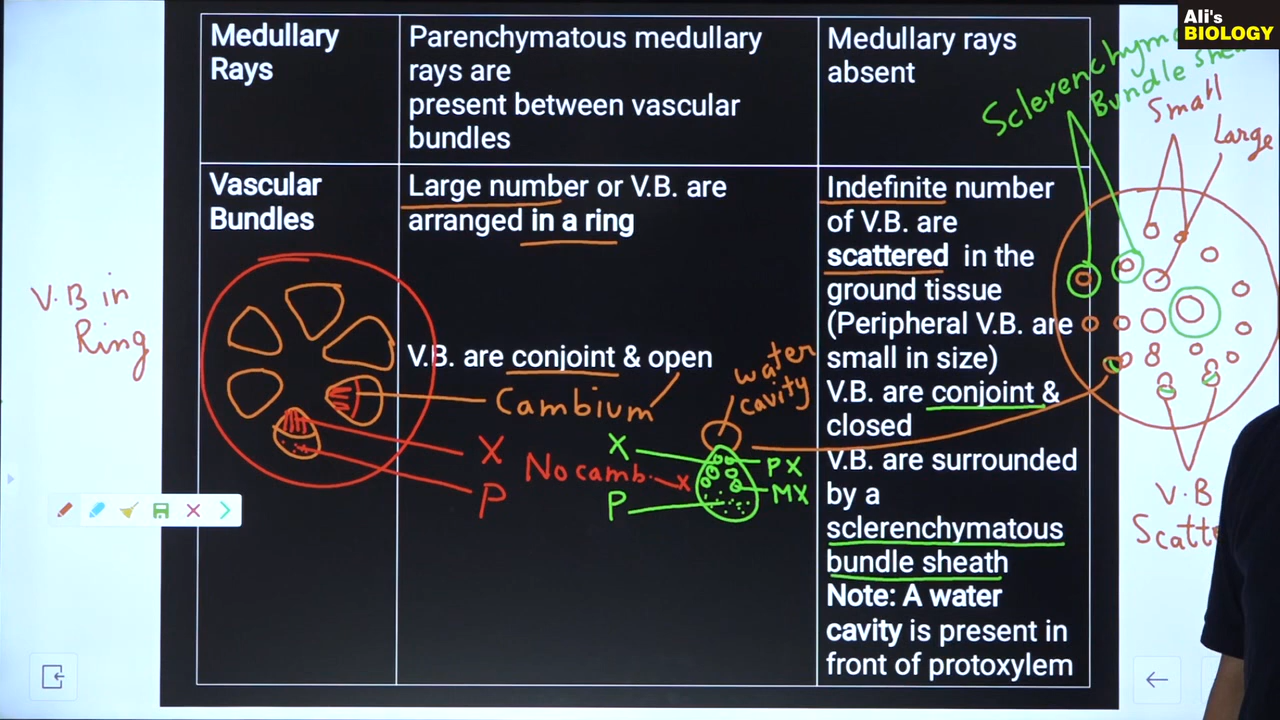 Ali's
BIOLOGY
Medullary
Rays
Parenchymatous medullary
rays are
present between vascular
bundles
Medullary rays
absent
Bundle
Small
Large
Vascular
Bundles
Large number or V.B. are
arranged in a ring
V.B. are conjoint & open
Indefinite number
of V.B. are
scattered in the
ground tissue
(Peripheral V.B. are
small in size)
V.B. are conjoint &
closed
V.B. are surrounded
by a
sclerenchymatous
bundle sheath
Note: A water
cavity is present in
front of protoxylem
V.B in
Ring
Cambium
X
P
water
cavity
No camb.
x
X
P
PX
MX
V.B